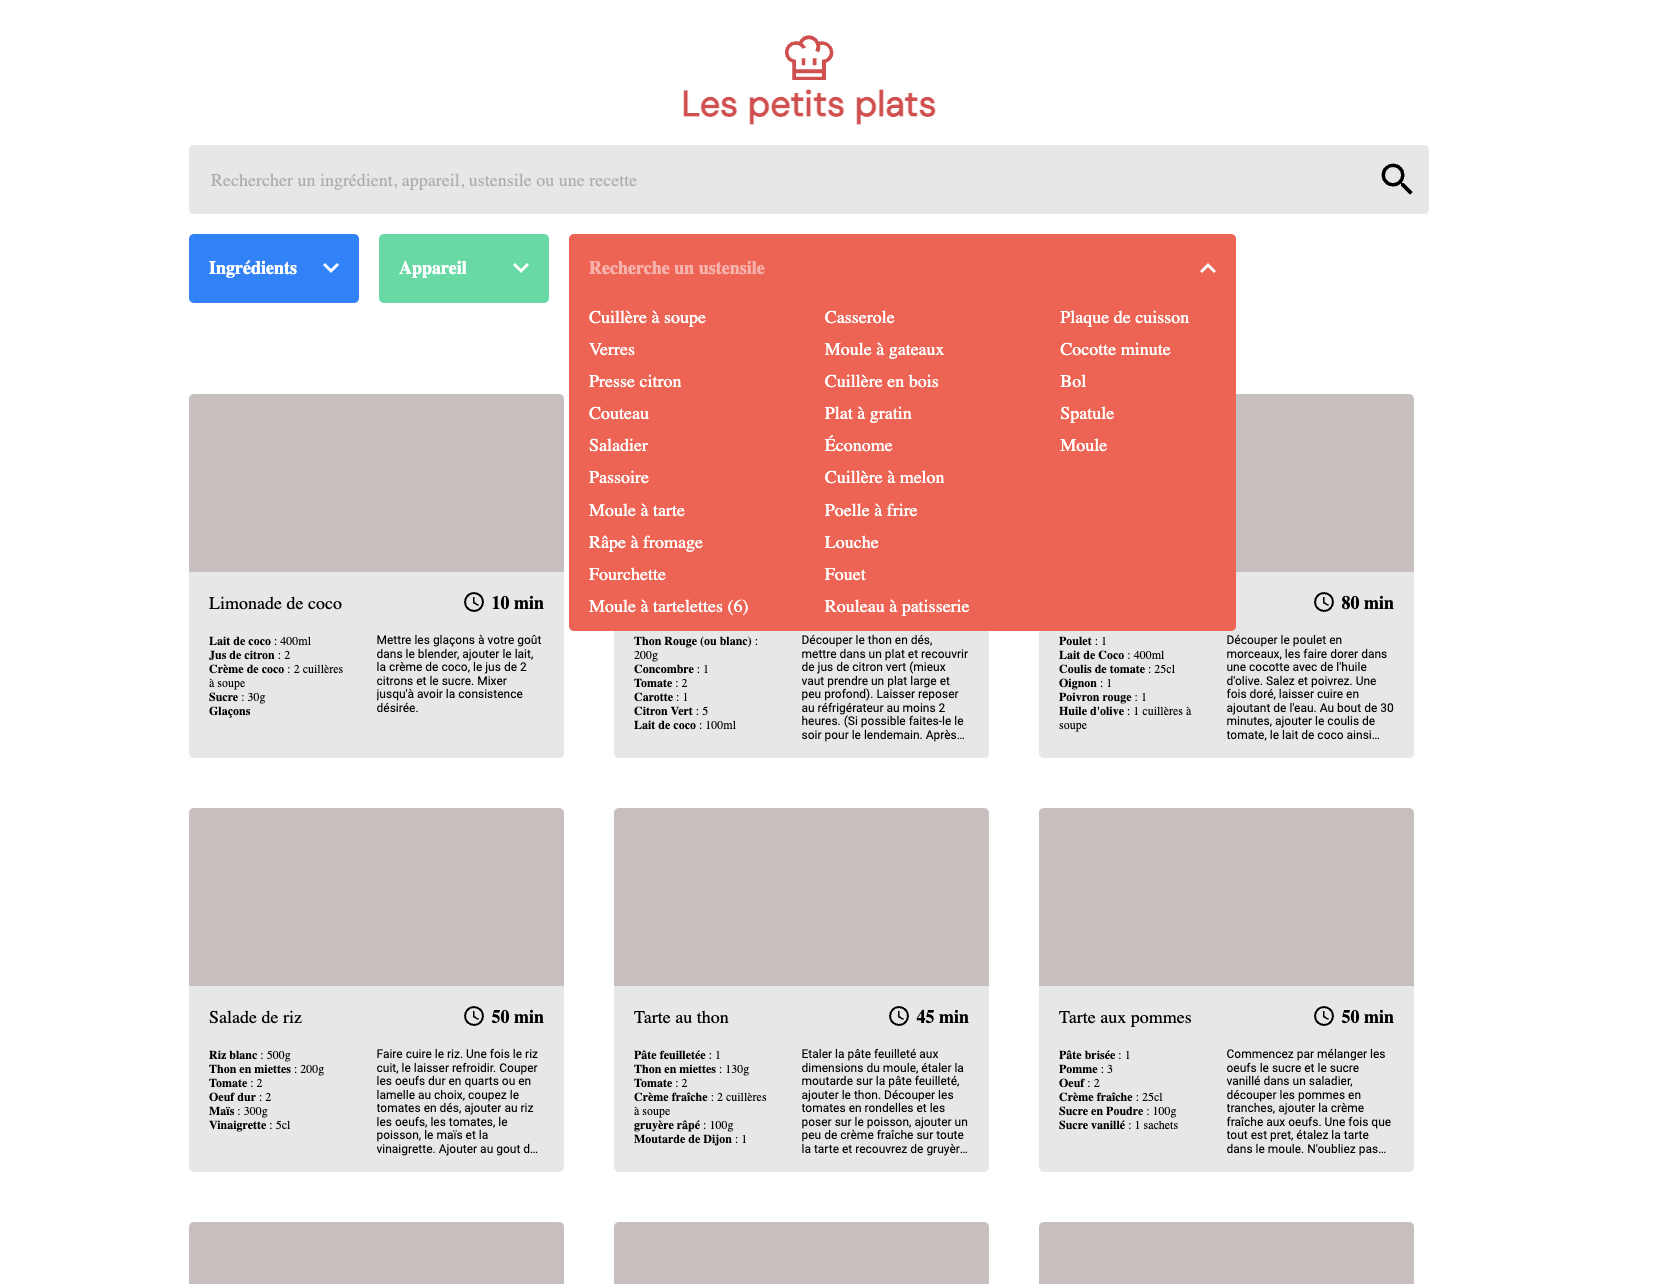 Les petits plats
Rechercher un ingrédient, appareil, ustensile ou une recette
Ingrédients
Appareil
Recherche un ustensile
Cuillère à soupe
Verres
Presse citron
Couteau
Saladier
Passoire
Moule à tarte
Râpe à fromage
Fourchette
Moule à tartelettes (6)
Casserole
Moule à gateaux
Cuillère en bois
Plat à gratin
Économe
Cuillère à melon
Poelle à frire
Louche
Fouet
Rouleau à patisserie
Plaque de cuisson
Cocotte minute
Bol
Spatule
Moule
Limonade de coco
10 min
Lait de coco : 400ml
Jus de citron : 2
Crème de coco : 2 cuillères
à soupe
Sucre : 30g
Glaçons
Mettre les glaçons à votre goût
dans le blender, ajouter le lait,
la crème de coco, le jus de 2
citrons et le sucre. Mixer
jusqu'à avoir la consistence
désirée.
Thon Rouge (ou blanc) :
200g
Concombre : 1
Tomate : 2
Carotte : 1
Citron Vert : 5
Lait de coco : 100ml
Découper le thon en dés,
mettre dans un plat et recouvrir
de jus de citron vert (mieux
vaut prendre un plat large et
peu profond). Laisser reposer
au réfrigérateur au moins 2
heures. (Si possible faites-le le
soir pour le lendemain. Après...
80 min
Poulet : 1
Lait de Coco : 400ml
Coulis de tomate : 25cl
Oignon : 1
Poivron rouge : 1
Huile d'olive : 1 cuillères à
soupe
Découper le poulet en
morceaux, les faire dorer dans
une cocotte avec de l'huile
d'olive. Salez et poivrez. Une
fois doré, laisser cuire en
ajoutant de l'eau. Au bout de 30
minutes, ajouter le coulis de
tomate, le lait de coco ainsi...
Salade de riz
50 min
Riz blanc : 500g
Thon en miettes : 200g
Tomate : 2
Oeuf dur : 2
Maïs : 300g
Vinaigrette : 5cl
Faire cuire le riz. Une fois le riz
cuit, le laisser refroidir. Couper
les oeufs dur en quarts ou en
lamelle au choix, coupez le
tomates en dés, ajouter au riz
les oeufs, les tomates, le
poisson, le maïs et la
vinaigrette. Ajouter au gout d...
Tarte au thon
45 min
Pâte feuilletée : 1
Thon en miettes : 130g
Tomate : 2
Crème fraîche : 2 cuillères
à soupe
gruyère râpé : 100g
Moutarde de Dijon : 1
Etaler la pâte feuilleté aux
dimensions du moule, étaler la
moutarde sur la pâte feuilleté,
ajouter le thon. Découper les
tomates en rondelles et les
poser sur le poisson, ajouter un
peu de crème fraîche sur toute
la tarte et recouvrez de gruyèr...
Tarte aux pommes
50 min
Pâte brisée : 1
Pomme : 3
Oeuf : 2
Crème fraîche : 25cl
Sucre en Poudre : 100g
Sucre vanillé : 1 sachets
Commencez par mélanger les
oeufs le sucre et le sucre
vanillé dans un saladier,
découper les pommes en
tranches, ajouter la crème
fraîche aux oeufs. Une fois que
tout est pret, étalez la tarte
dans le moule. N'oubliez pas...